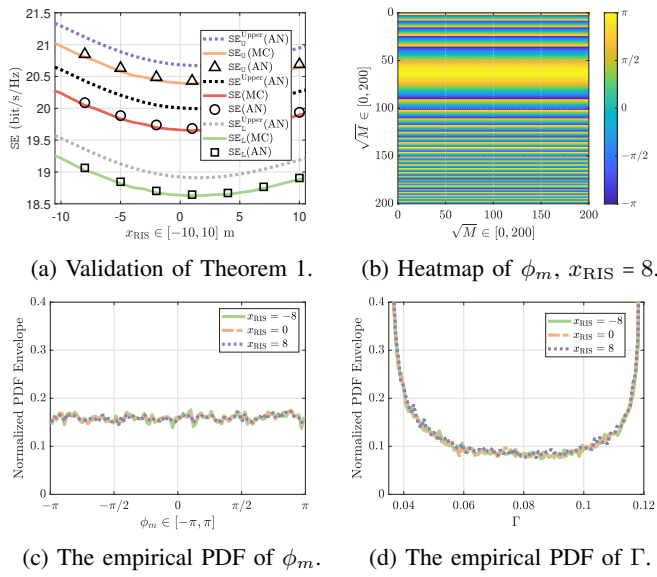 SE (bit/s/Hz)
21.5
21
20.5
20
19.5
19
18.5
-10
-5
0
5
10
x_RIS ∈ [-10, 10] m
SE_U^Upper(AN)
SE_U(MC)
SE_U(AN)
SE^Upper(AN)
SE(MC)
SE(AN)
SE_L^Upper(AN)
SE_L(MC)
SE_L(AN)
(a) Validation of Theorem 1.
√M ∈ [0, 200]
0
50
100
150
200
0
50
100
150
200
√M ∈ [0, 200]
π
π/2
0
−π/2
−π
(b) Heatmap of ϕ_m, x_RIS = 8.
Normalized PDF Envelope
0.4
0.3
0.2
0.1
0
−π
−π/2
0
π/2
π
ϕ_m ∈ [−π, π]
x_RIS = −8
x_RIS = 0
x_RIS = 8
(c) The empirical PDF of ϕ_m.
Normalized PDF Envelope
0.4
0.3
0.2
0.1
0
0.04
0.06
0.08
0.1
0.12
Γ
x_RIS = −8
x_RIS = 0
x_RIS = 8
(d) The empirical PDF of Γ.